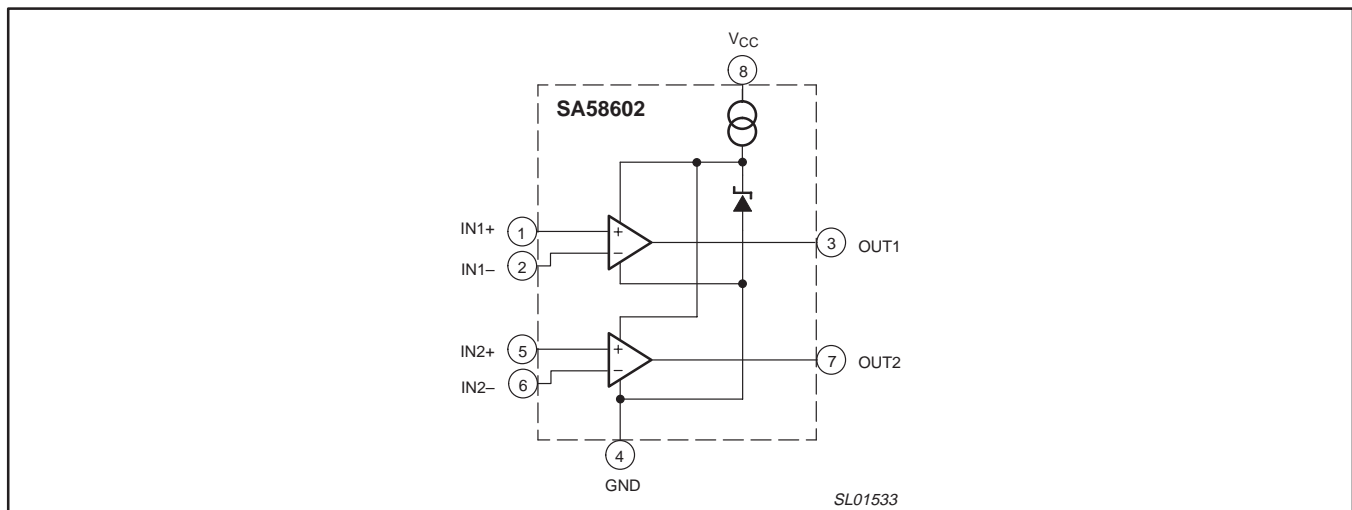 VCC
8
SA58602
IN1+ 1 +
3 OUT1
IN1– 2 –
IN2+ 5 +
7 OUT2
IN2– 6 –
4
GND
SL01533